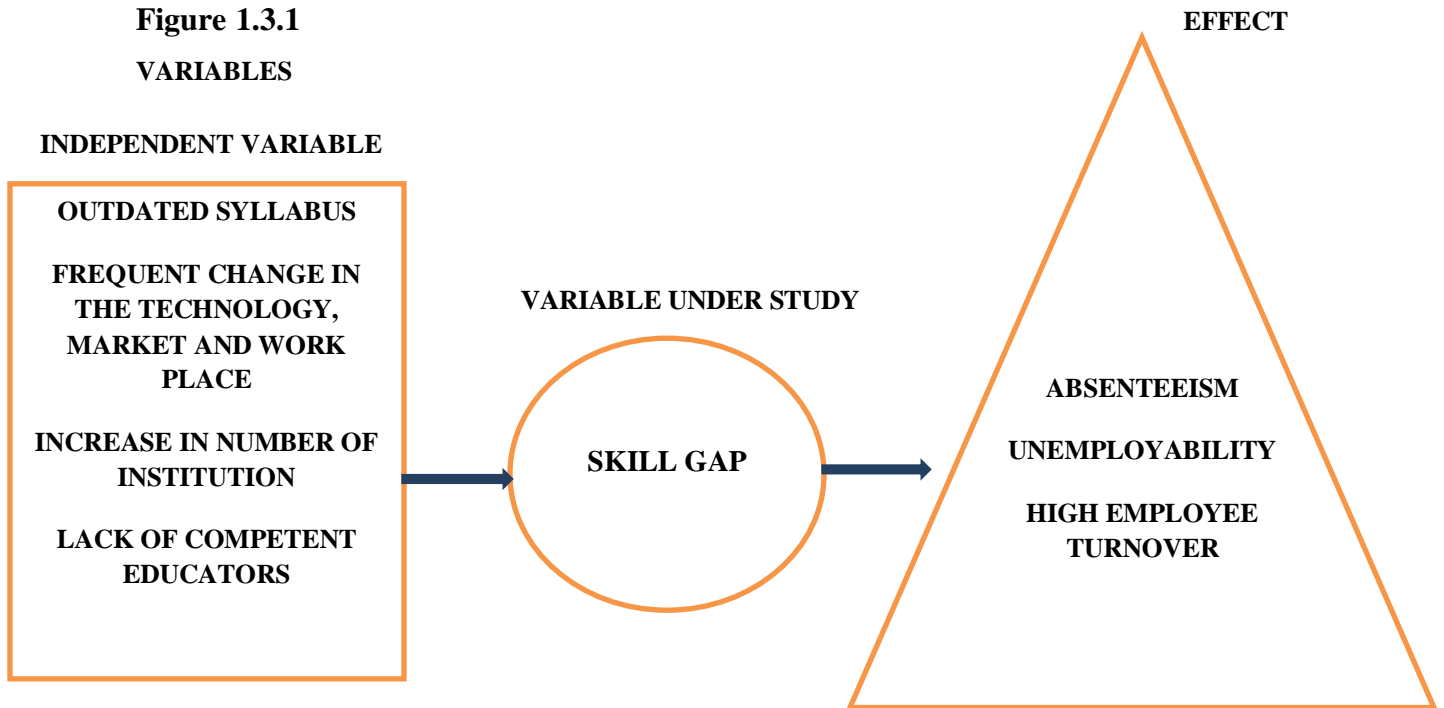 Figure 1.3.1
VARIABLES
INDEPENDENT VARIABLE
OUTDATED SYLLABUS
FREQUENT CHANGE IN
THE TECHNOLOGY,
MARKET AND WORK
PLACE
INCREASE IN NUMBER OF
INSTITUTION
LACK OF COMPETENT
EDUCATORS
VARIABLE UNDER STUDY
SKILL GAP
EFFECT
ABSENTEEISM
UNEMPLOYABILITY
HIGH EMPLOYEE
TURNOVER